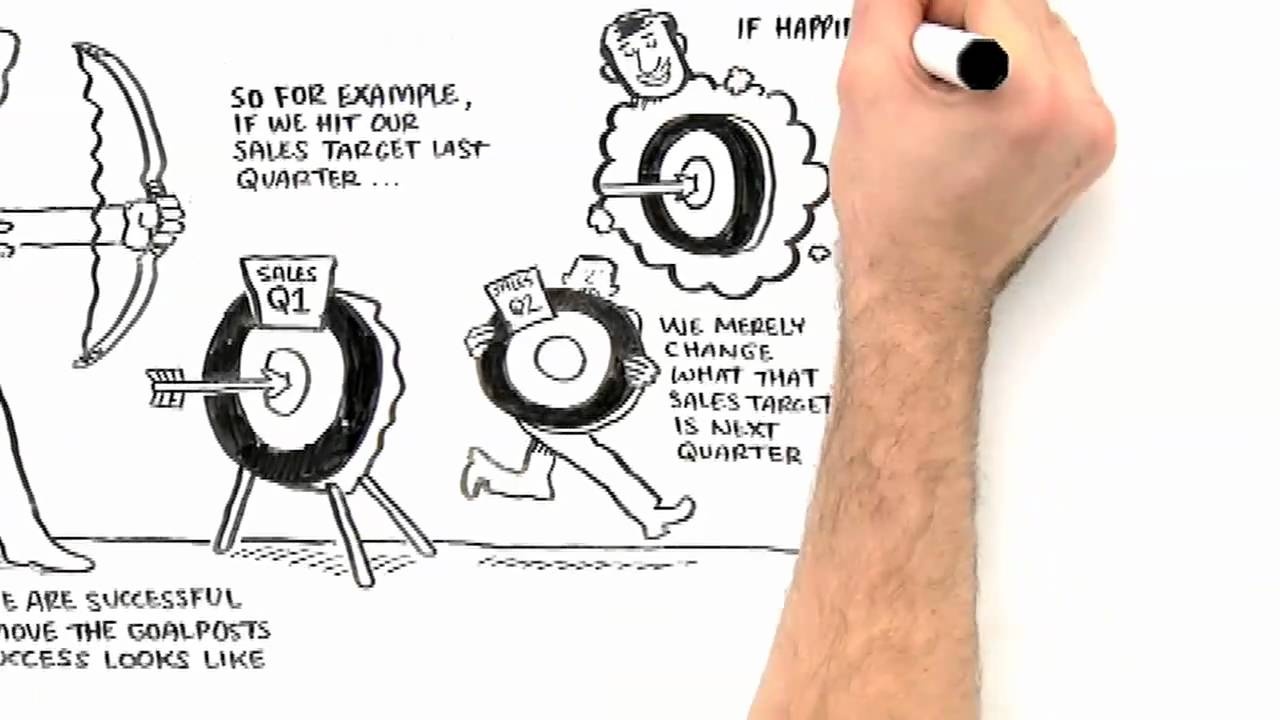 SO FOR EXAMPLE,
IF WE HIT OUR
SALES TARGET LAST
QUARTER ...
IF HAPPI
SALES
Q1
SALES
Q2
WE MERELY
CHANGE
WHAT THAT
SALES TARGET
IS NEXT
QUARTER
E ARE SUCCESSFUL
MOVE THE GOALPOSTS
UCCESS LOOKS LIKE